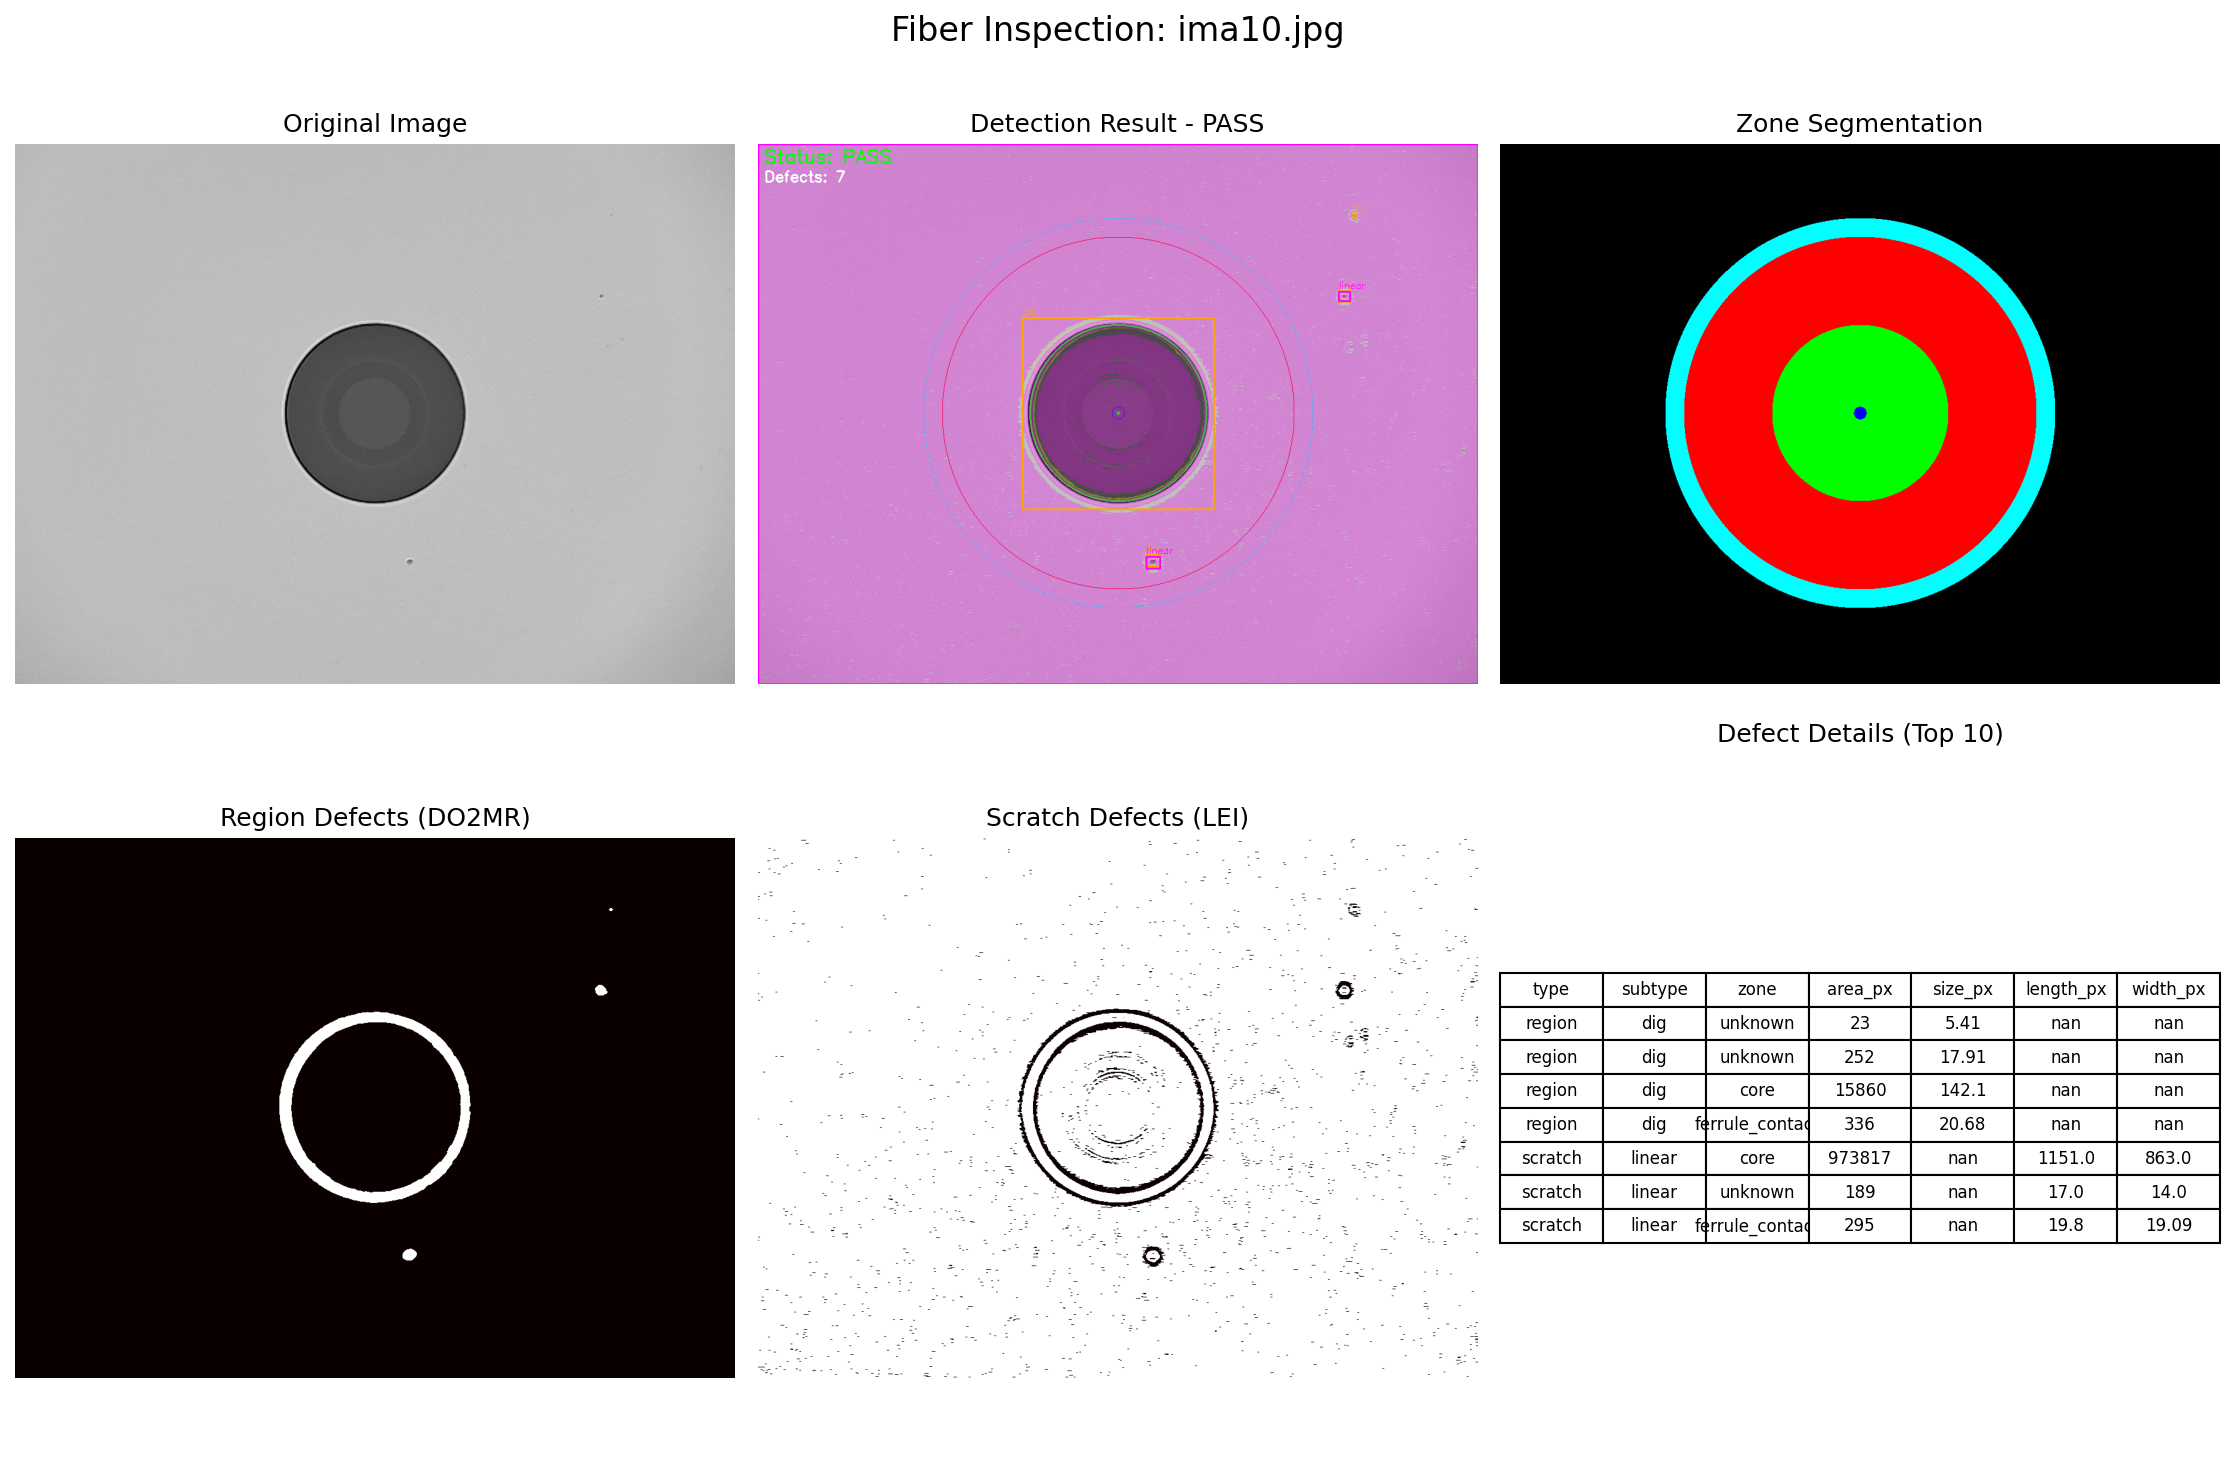 Fiber Inspection: ima10.jpg
Original Image
Detection Result - PASS
Zone Segmentation
Status: PASS
Defects: 7
linear
linear
Region Defects (DO2MR)
Scratch Defects (LEI)
Defect Details (Top 10)
type subtype zone area_px size_px length_px width_px
region dig unknown 23 5.41 nan nan
region dig unknown 252 17.91 nan nan
region dig core 15860 142.1 nan nan
region dig ferrule_contac 336 20.68 nan nan
scratch linear core 973817 nan 1151.0 863.0
scratch linear unknown 189 nan 17.0 14.0
scratch linear ferrule_contac 295 nan 19.8 19.09